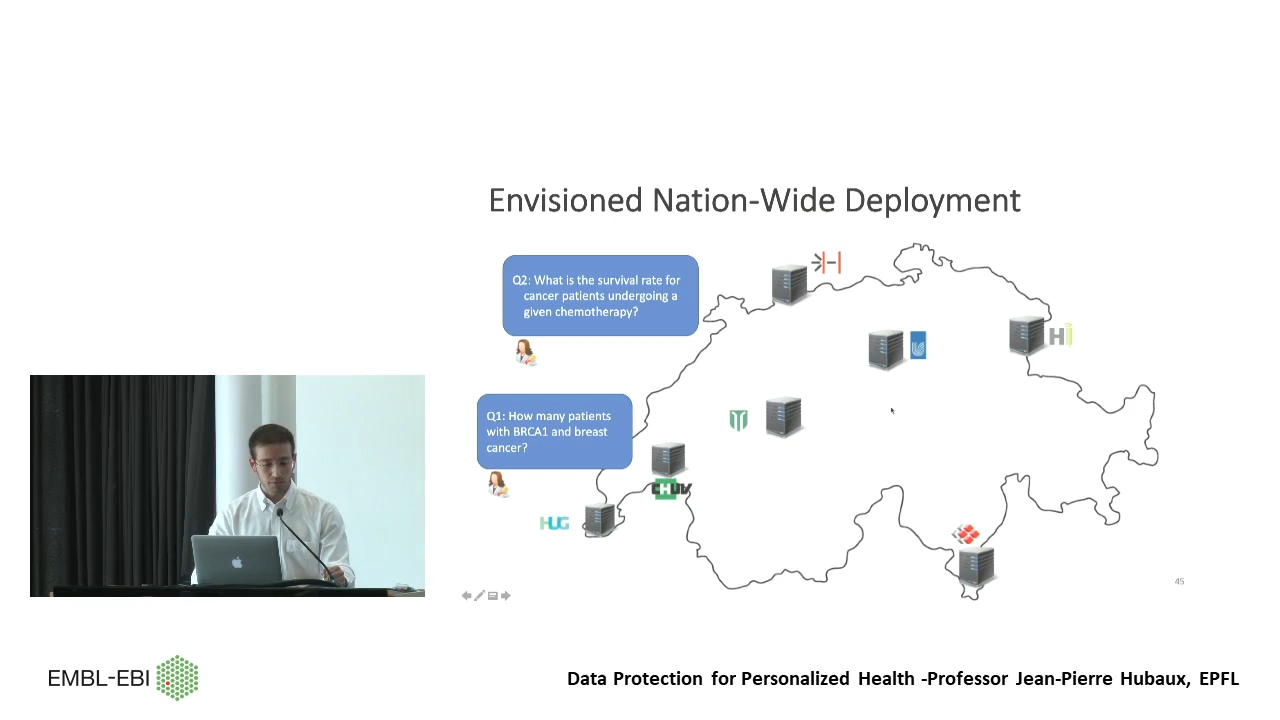 Envisioned Nation-Wide Deployment
Q2: What is the survival rate for
cancer patients undergoing a
given chemotherapy?
Q1: How many patients
with BRCA1 and breast
cancer?
CHUV
HUG
45
EMBL-EBI
Data Protection for Personalized Health -Professor Jean-Pierre Hubaux, EPFL